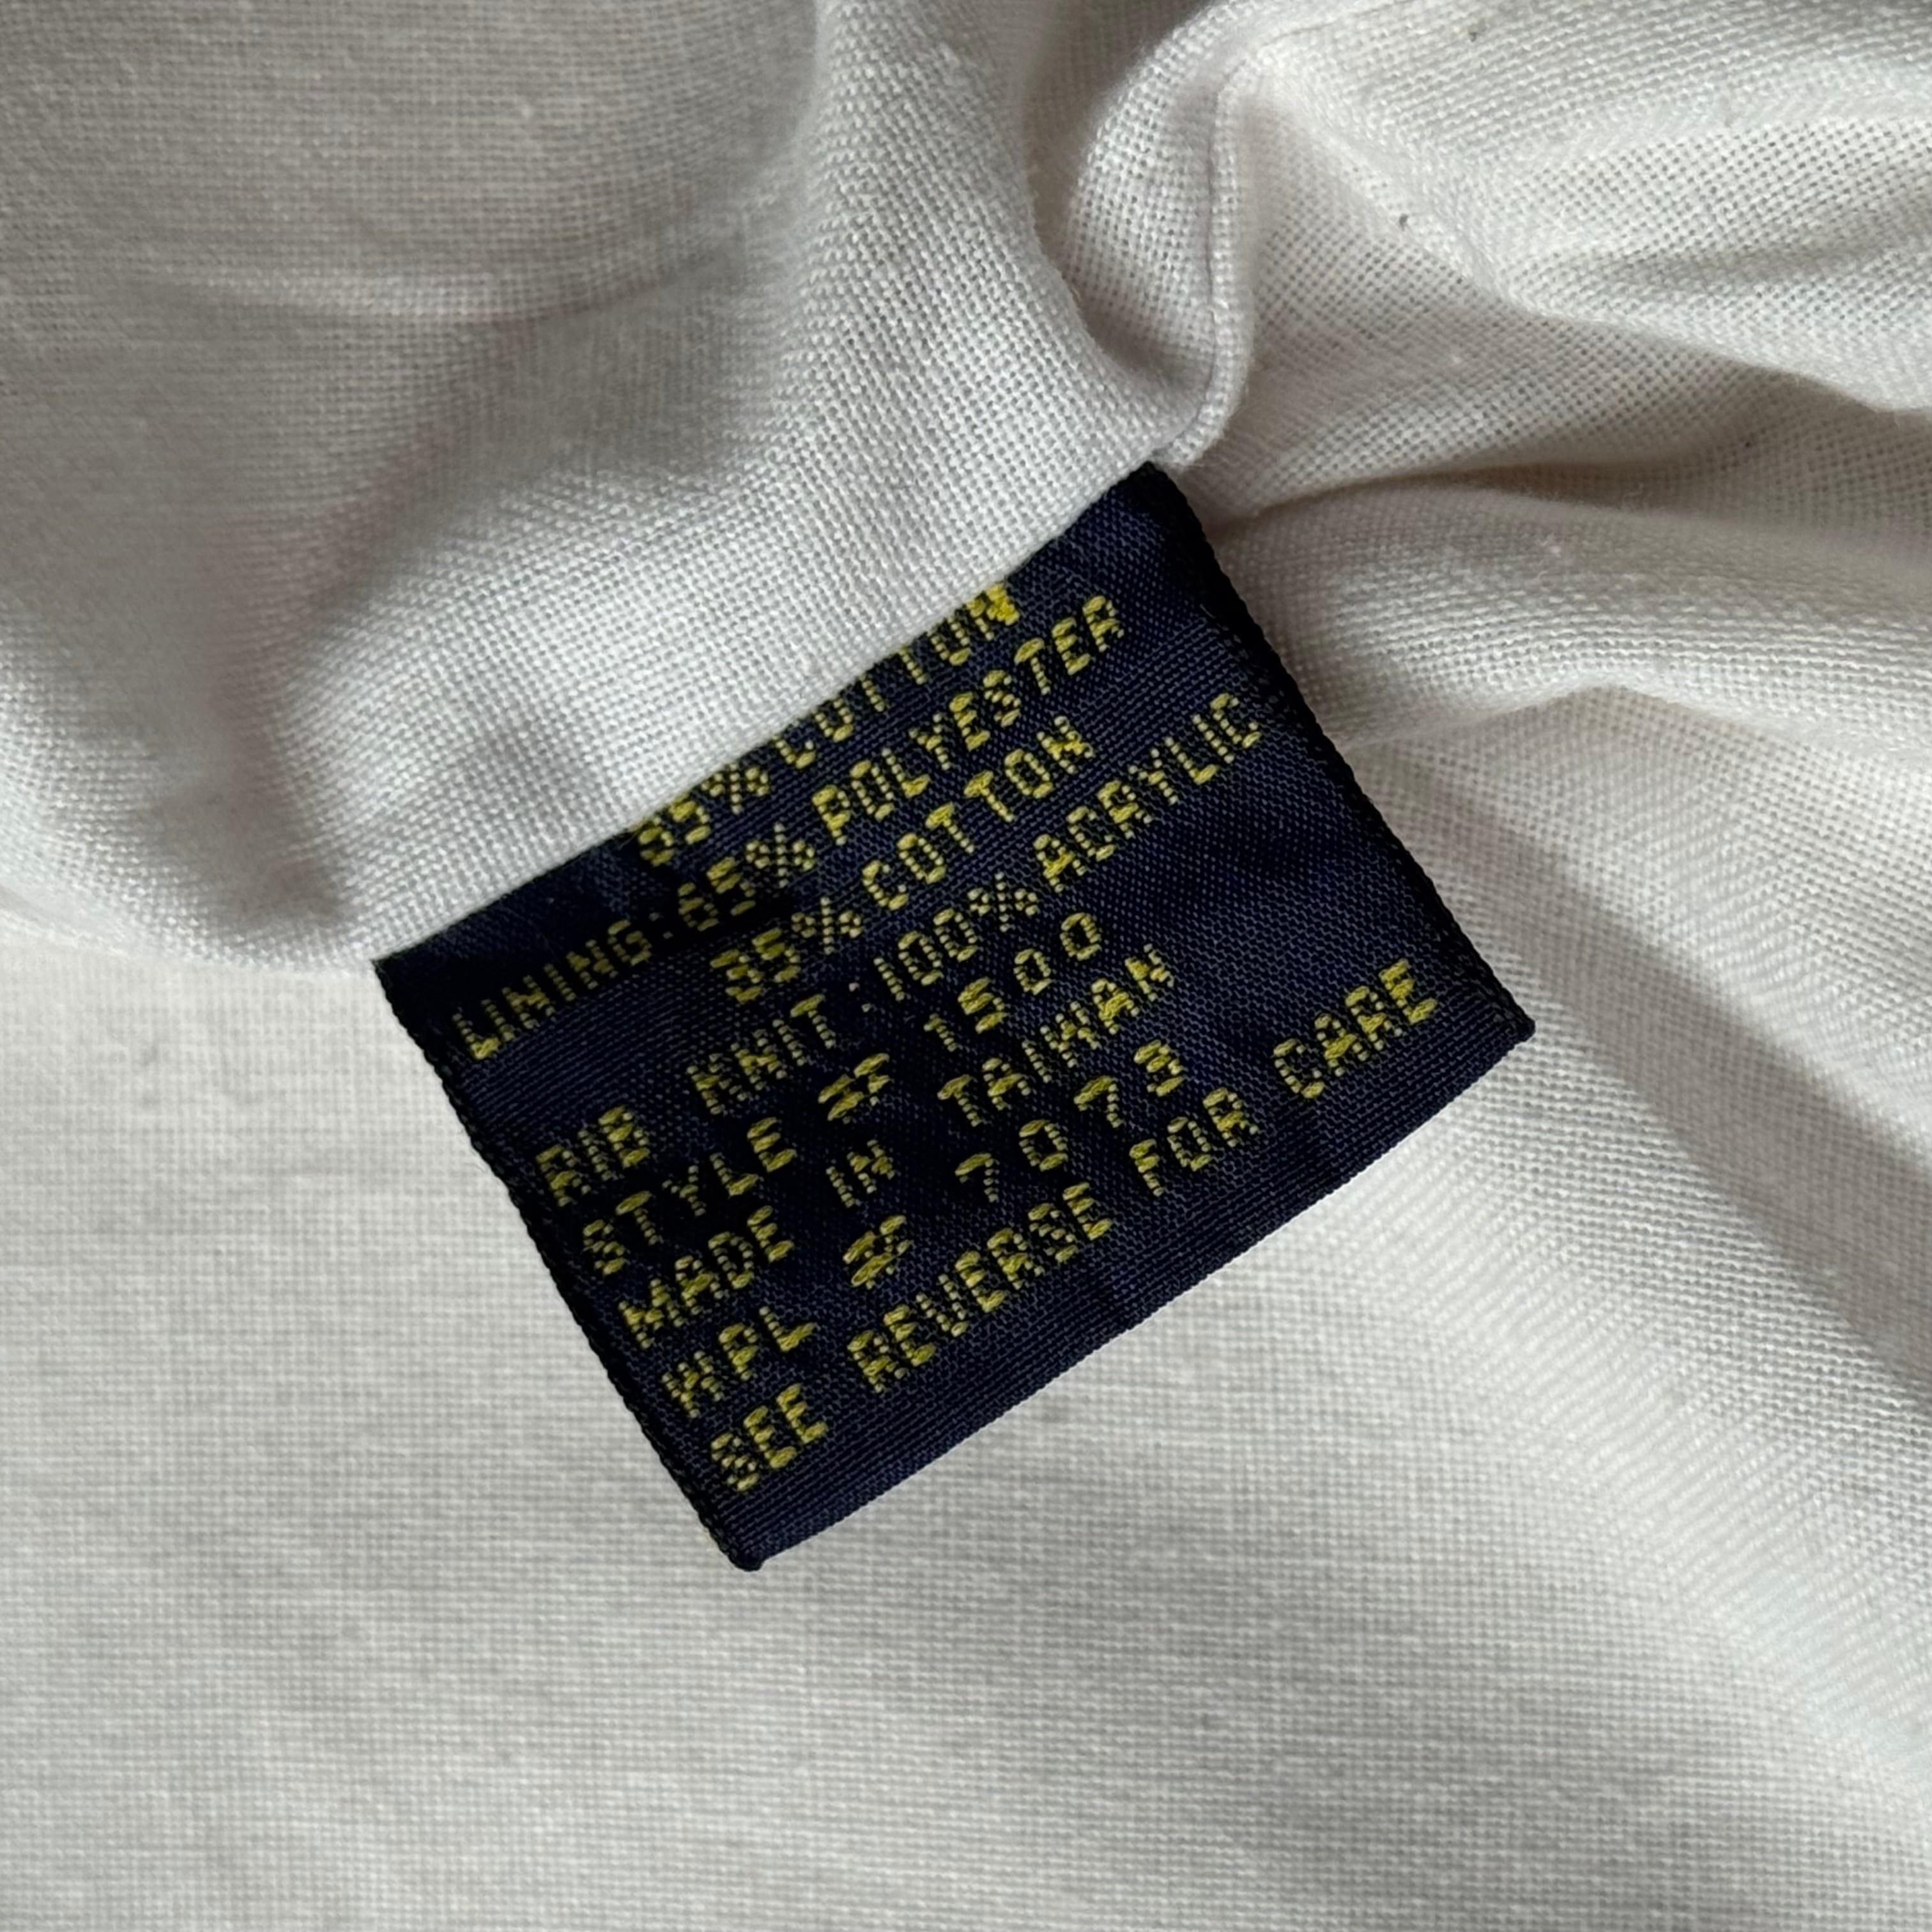 COTTON
LINING:65% POLYESTER
35% COTTON
RIB KNIT:100% ACRYLIC
STYLE # 1500
MADE IN TAIWAN
WPL # 7073
SEE REVERSE FOR CARE